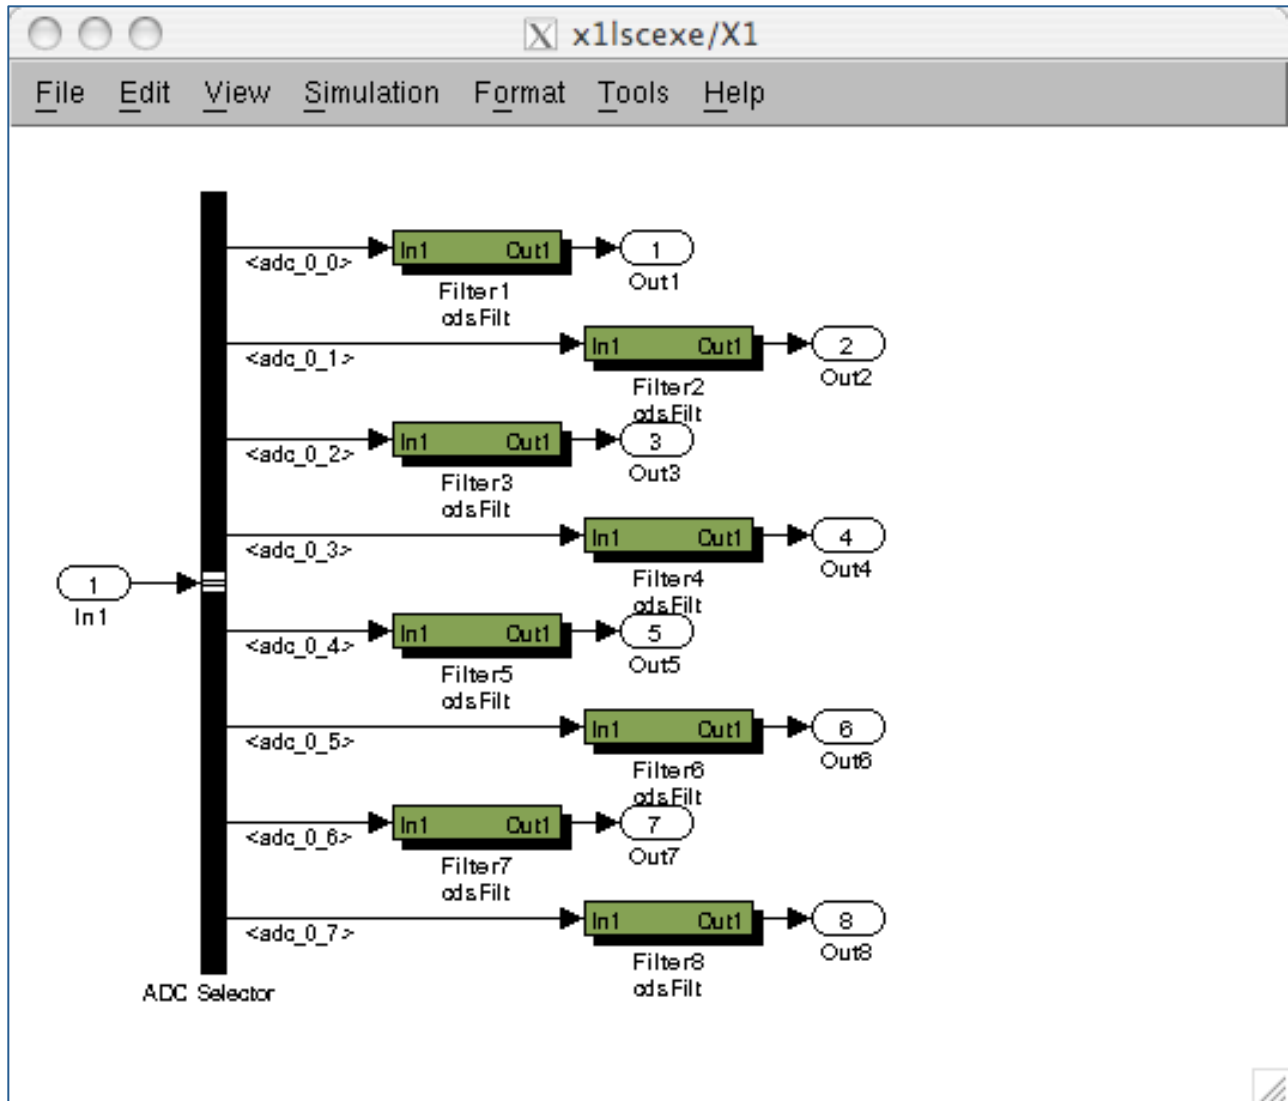 x1lscexe/X1
File Edit View Simulation Format Tools Help
<adc_0_0>
In1 Out1
1
Filter1
cdsFilt
Out1
<adc_0_1>
In1 Out1
2
Filter2
cdsFilt
Out2
<adc_0_2>
In1 Out1
3
Filter3
cdsFilt
Out3
<adc_0_3>
In1 Out1
4
Filter4
cdsFilt
Out4
1
In1
<adc_0_4>
In1 Out1
5
Filter5
cdsFilt
Out5
<adc_0_5>
In1 Out1
6
Filter6
cdsFilt
Out6
<adc_0_6>
In1 Out1
7
Filter7
cdsFilt
Out7
<adc_0_7>
In1 Out1
8
Filter8
cdsFilt
Out8
ADC Selector